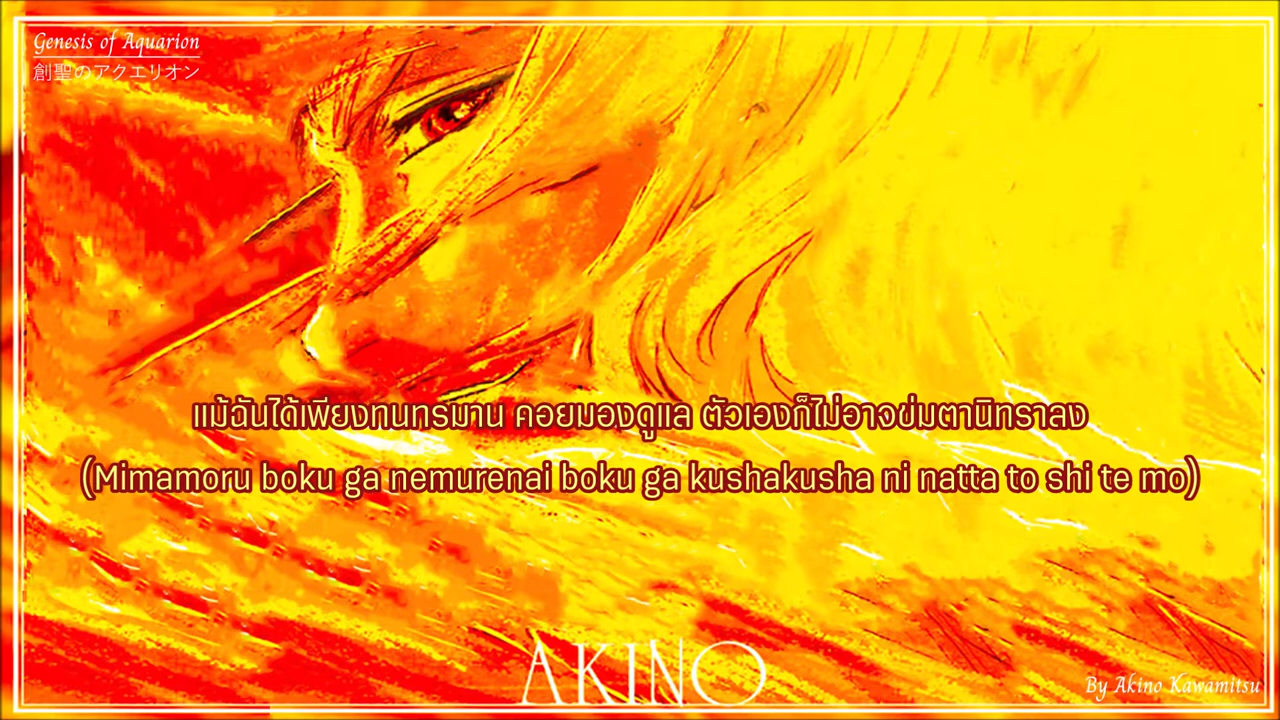 Genesis of Aquarion
創聖のアクエリオン
แม้ฉันได้เพียงทนทรมาน คอยมองดูแล ตัวเองก็ไม่อาจข่มตานิทราลง
(Mimamoru boku ga nemurenai boku ga kushakusha ni natta to shi te mo)
AKINO
By Akino Kawamitsu